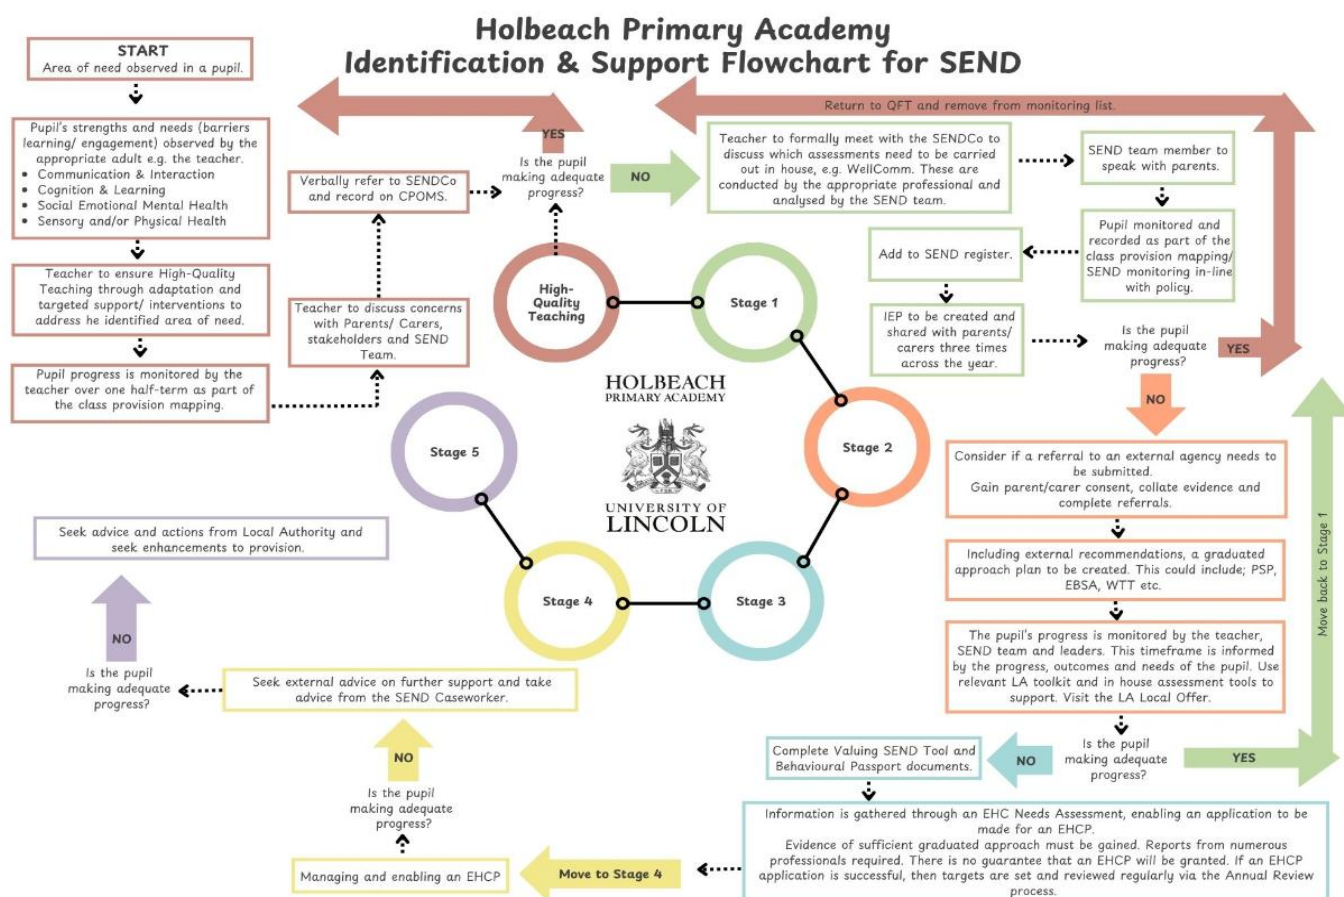 Holbeach Primary Academy
Identification & Support Flowchart for SEND
START
Area of need observed in a pupil.
Pupil's strengths and needs (barriers
learning/ engagement) observed by the
appropriate adult e.g. the teacher.
• Communication & Interaction
• Cognition & Learning
• Social Emotional Mental Health
• Sensory and/or Physical Health
Teacher to ensure High-Quality
Teaching through adaptation and
targeted support/ interventions to
address he identified area of need.
Pupil progress is monitored by the
teacher over one half-term as part of
the class provision mapping.
Teacher to discuss concerns
with Parents/ Carers,
stakeholders and SEND
Team.
Verbally refer to SENDCo
and record on CPOMS.
Is the pupil
making adequate
progress?
YES
NO
Return to QFT and remove from monitoring list.
Teacher to formally meet with the SENDCo to
discuss which assessments need to be carried
out in house, e.g. WellComm. These are
conducted by the appropriate professional and
analysed by the SEND team.
SEND team member to
speak with parents.
Pupil monitored and
recorded as part of the
class provision mapping/
SEND monitoring in-line
with policy.
Add to SEND register.
IEP to be created and
shared with parents/
carers three times
across the year.
Is the pupil
making adequate
progress?
YES
NO
Consider if a referral to an external agency needs to
be submitted.
Gain parent/carer consent, collate evidence and
complete referrals.
Including external recommendations, a graduated
approach plan to be created. This could include; PSP,
EBSA, WTT etc.
The pupil's progress is monitored by the teacher,
SEND team and leaders. This timeframe is informed
by the progress, outcomes and needs of the pupil. Use
relevant LA toolkit and in house assessment tools to
support. Visit the LA Local Offer.
Is the pupil
making adequate
progress?
YES
Move back to Stage 1
NO
Complete Valuing SEND Tool and
Behavioural Passport documents.
Information is gathered through an EHC Needs Assessment, enabling an application to be
made for an EHCP.
Evidence of sufficient graduated approach must be gained. Reports from numerous
professionals required. There is no guarantee that an EHCP will be granted. If an EHCP
application is successful, then targets are set and reviewed regularly via the Annual Review
process.
Move to Stage 4
Managing and enabling an EHCP
Is the pupil
making adequate
progress?
NO
Seek external advice on further support and take
advice from the SEND Caseworker.
Is the pupil
making adequate
progress?
NO
Seek advice and actions from Local Authority and
seek enhancements to provision.
High-
Quality
Teaching
Stage 1
Stage 2
Stage 3
Stage 4
Stage 5
HOLBEACH
PRIMARY ACADEMY
UNIVERSITY OF
LINCOLN